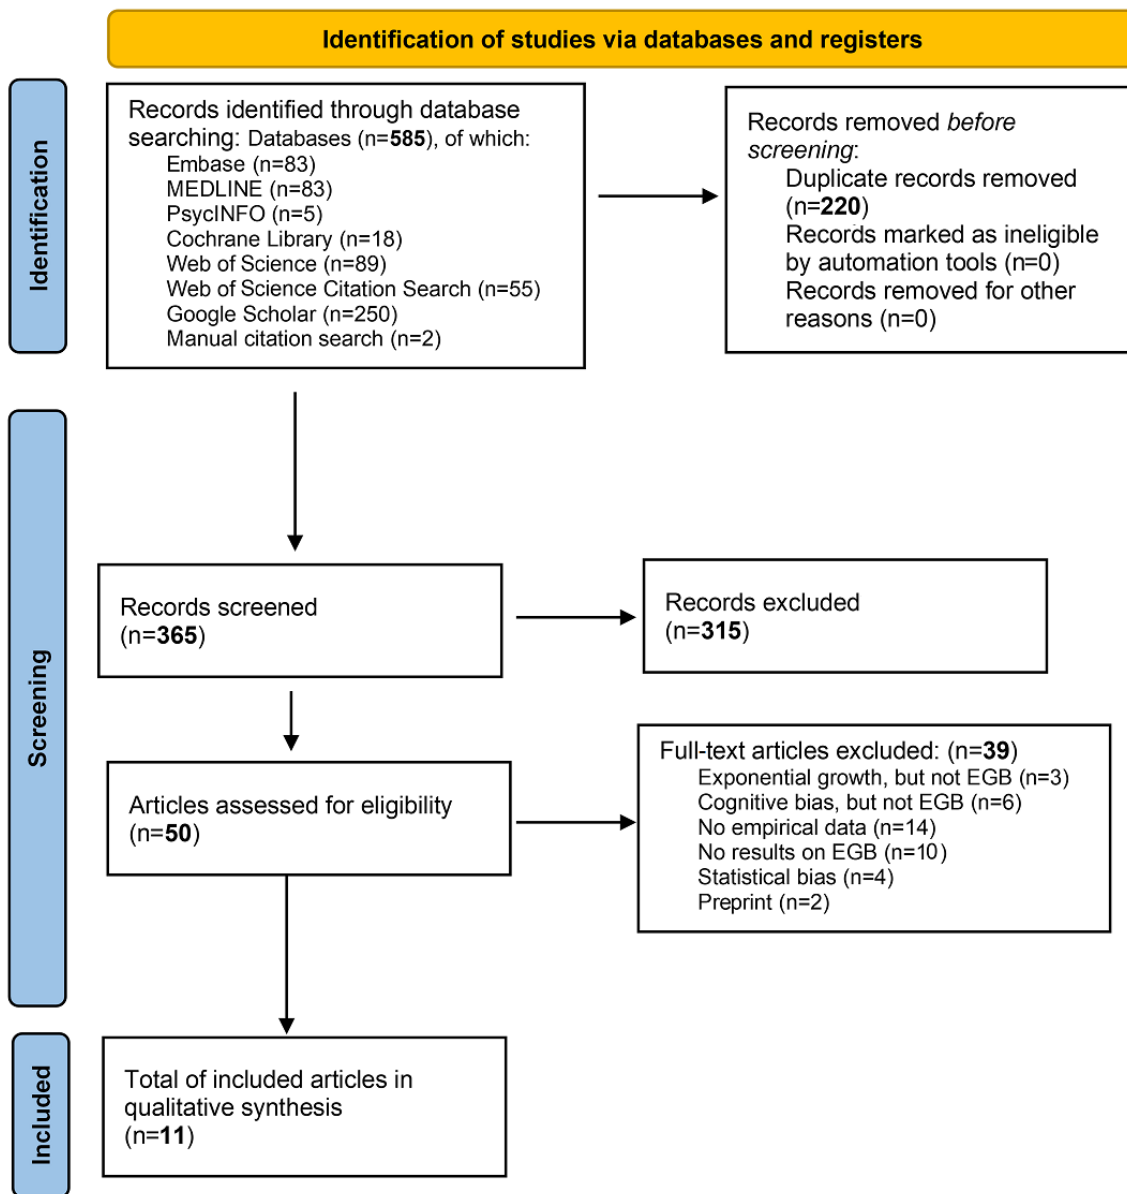 Identification of studies via databases and registers
Identification
Records identified through database
searching: Databases (n=585), of which:
Embase (n=83)
MEDLINE (n=83)
PsycINFO (n=5)
Cochrane Library (n=18)
Web of Science (n=89)
Web of Science Citation Search (n=55)
Google Scholar (n=250)
Manual citation search (n=2)
Records removed before
screening:
Duplicate records removed
(n=220)
Records marked as ineligible
by automation tools (n=0)
Records removed for other
reasons (n=0)
Screening
Records screened
(n=365)
Records excluded
(n=315)
Articles assessed for eligibility
(n=50)
Full-text articles excluded: (n=39)
Exponential growth, but not EGB (n=3)
Cognitive bias, but not EGB (n=6)
No empirical data (n=14)
No results on EGB (n=10)
Statistical bias (n=4)
Preprint (n=2)
Included
Total of included articles in
qualitative synthesis
(n=11)